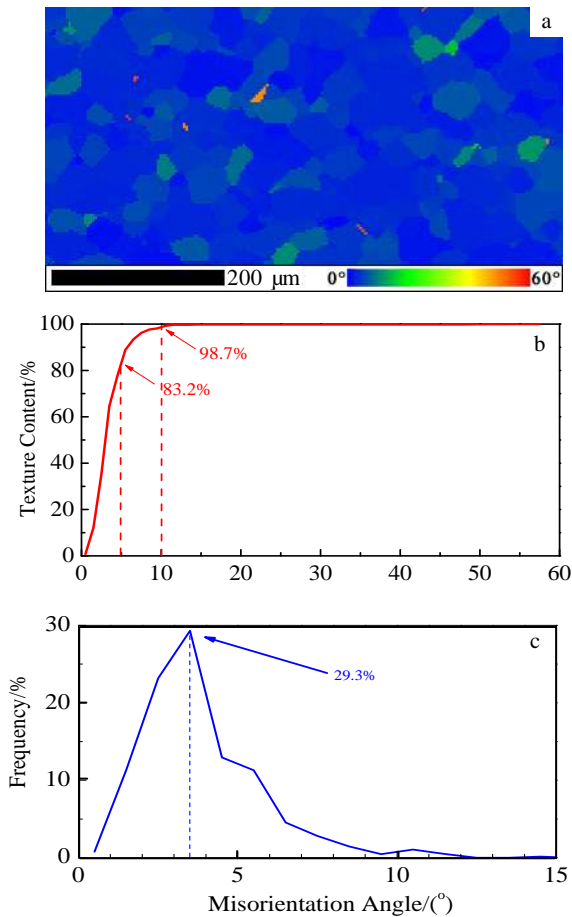 a
200 μm 0° 60°
100
80
60
40
20
0
Texture Content/%
b
98.7%
83.2%
0 10 20 30 40 50 60
30
20
10
0
Frequency/%
c
29.3%
0 5 10 15
Misorientation Angle/(°)